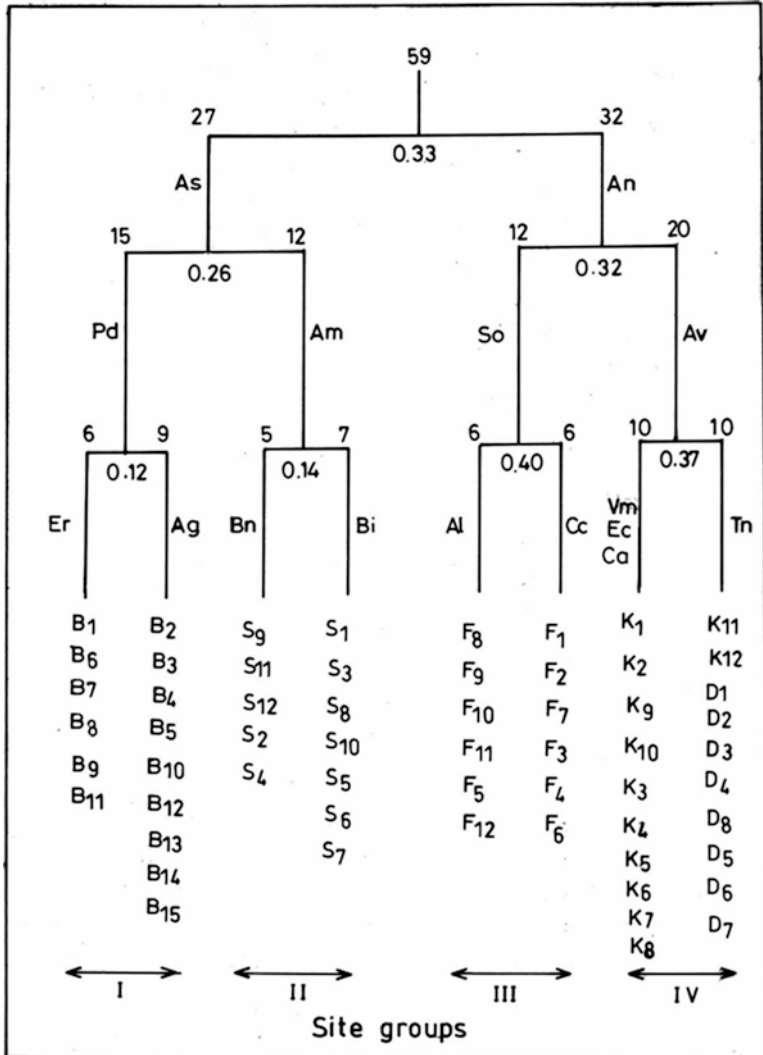 59
27 32
0.33
As An
15 12 12 20
0.26 0.32
Pd Am So Av
6 9 5 7 6 6 10 10
0.12 0.14 0.40 0.37
Er Ag Bn Bi Al Cc Vm Ec Ca Tn
B1 B2 S9 S1 F8 F1 K1 K11
B6 B3 S11 S3 F9 F2 K2 K12
B7 B4 S12 S8 F10 F7 K9 D1
B8 B5 S2 S10 F11 F3 K10 D2
B9 B10 S4 S5 F5 F4 K3 D3
B11 B12 S6 F12 F6 K4 D4
B13 S7 K5 D8
B14 K6 D5
B15 K7 D6
K8 D7
I II III IV
Site groups